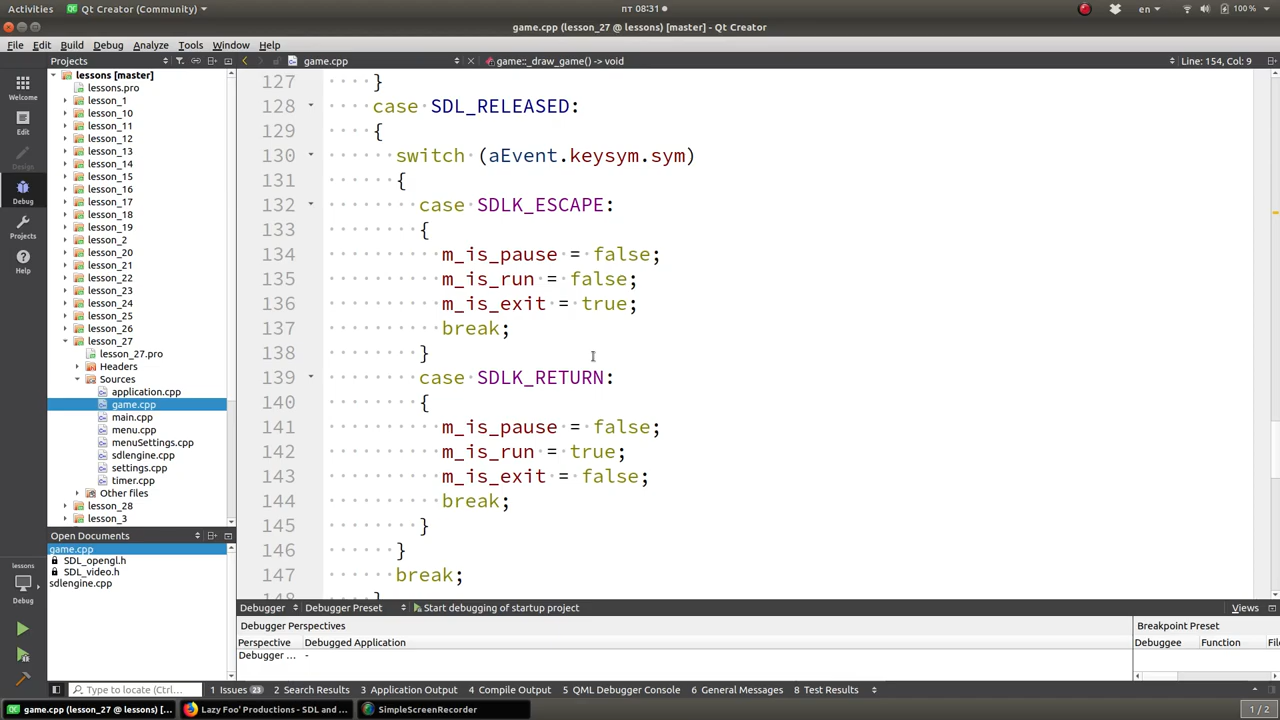 Activities
Qt Creator (Community)
пт 08:31
en
100 %
game.cpp (lesson_27 @ lessons) [master] - Qt Creator
File Edit Build Debug Analyze Tools Window Help
Projects
game.cpp
game::_draw_game() -> void
Line: 154, Col: 9
Welcome
Edit
Design
Debug
Projects
Help
lessons
Debug
lessons [master]
lessons.pro
lesson_1
lesson_10
lesson_11
lesson_12
lesson_13
lesson_14
lesson_15
lesson_16
lesson_17
lesson_18
lesson_19
lesson_2
lesson_20
lesson_21
lesson_22
lesson_23
lesson_24
lesson_25
lesson_26
lesson_27
lesson_27.pro
Headers
Sources
application.cpp
game.cpp
main.cpp
menu.cpp
menuSettings.cpp
sdlengine.cpp
settings.cpp
timer.cpp
Other files
lesson_28
lesson_3
Open Documents
game.cpp
SDL_opengl.h
SDL_video.h
sdlengine.cpp
127 }
128 case SDL_RELEASED:
129 {
130 switch (aEvent.keysym.sym)
131 {
132 case SDLK_ESCAPE:
133 {
134 m_is_pause = false;
135 m_is_run = false;
136 m_is_exit = true;
137 break;
138 }
139 case SDLK_RETURN:
140 {
141 m_is_pause = false;
142 m_is_run = true;
143 m_is_exit = false;
144 break;
145 }
146 }
147 break;
148 }
Debugger
Debugger Preset
Start debugging of startup project
Views
Debugger Perspectives
Breakpoint Preset
Perspective Debugged Application
Debuggee Function Fil
Debugger ... -
Type to locate (Ctrl...
1 Issues 23
2 Search Results
3 Application Output
4 Compile Output
5 QML Debugger Console
6 General Messages
8 Test Results
game.cpp (lesson_27 @ lessons) [...
Lazy Foo' Productions - SDL and ...
SimpleScreenRecorder
1 / 2